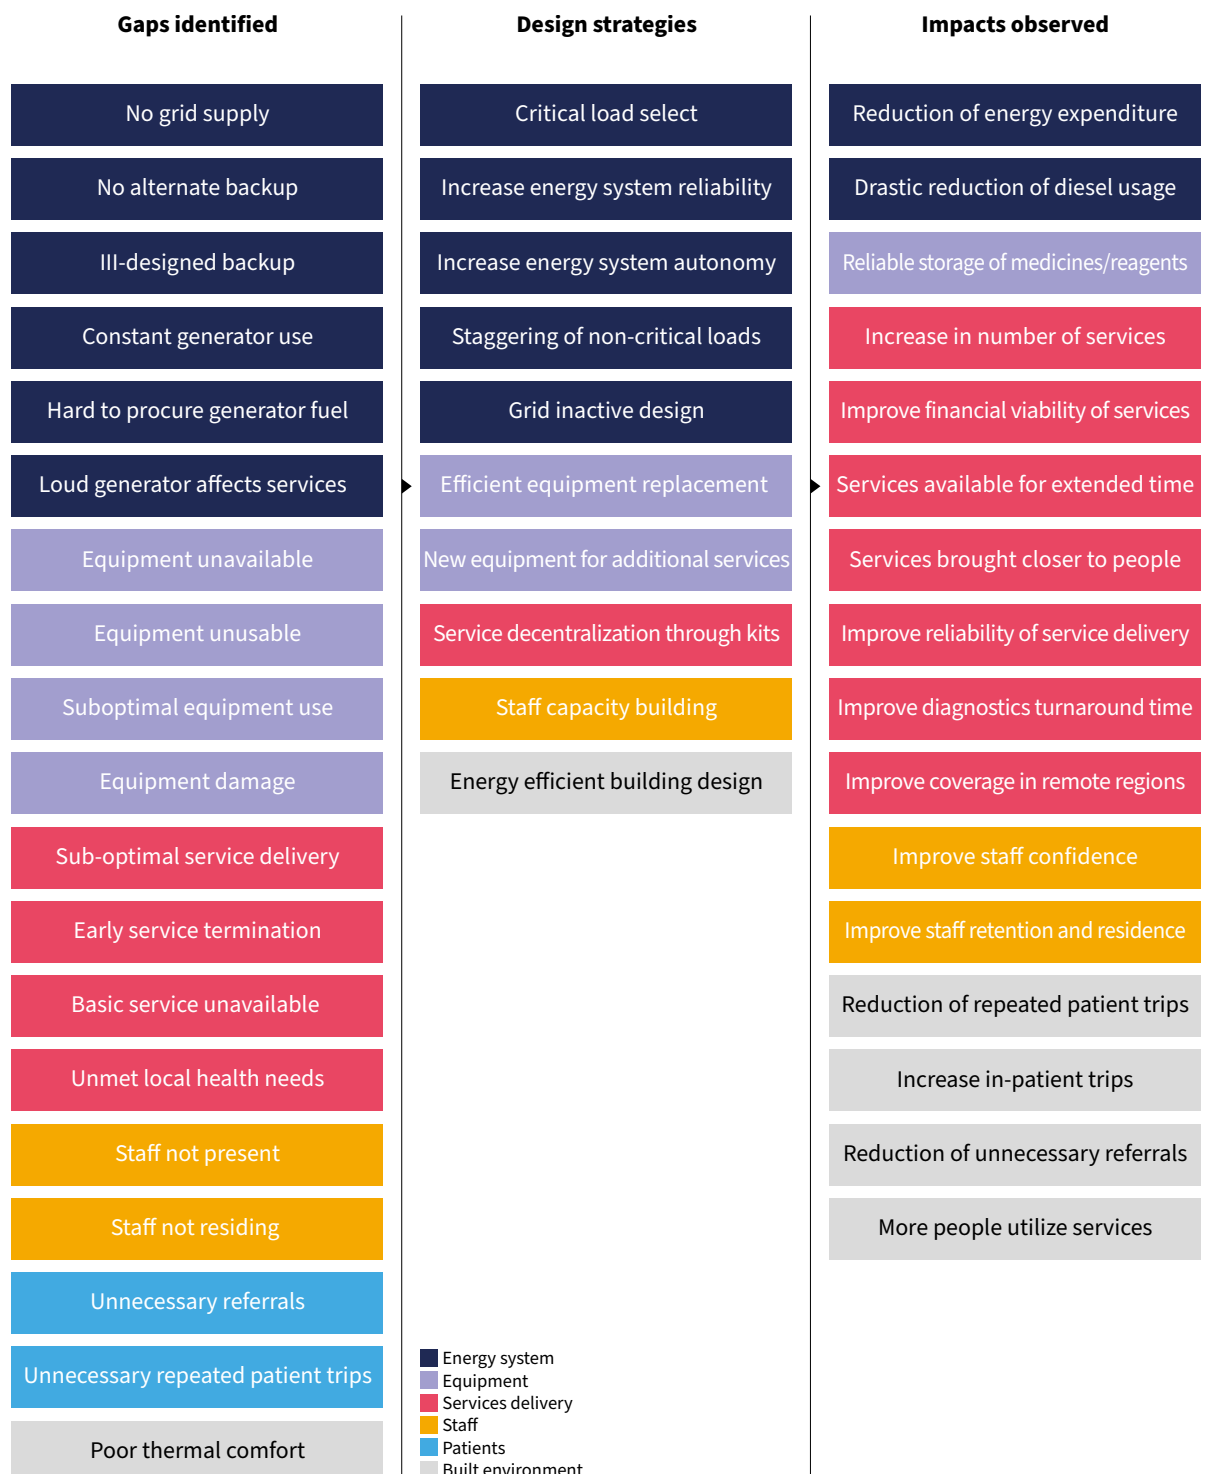 Gaps identified
No grid supply
No alternate backup
III-designed backup
Constant generator use
Hard to procure generator fuel
Loud generator affects services
Equipment unavailable
Equipment unusable
Suboptimal equipment use
Equipment damage
Sub-optimal service delivery
Early service termination
Basic service unavailable
Unmet local health needs
Staff not present
Staff not residing
Unnecessary referrals
Unnecessary repeated patient trips
Poor thermal comfort
Design strategies
Critical load select
Increase energy system reliability
Increase energy system autonomy
Staggering of non-critical loads
Grid inactive design
Efficient equipment replacement
New equipment for additional services
Service decentralization through kits
Staff capacity building
Energy efficient building design
Energy system
Equipment
Services delivery
Staff
Patients
Built environment
Impacts observed
Reduction of energy expenditure
Drastic reduction of diesel usage
Reliable storage of medicines/reagents
Increase in number of services
Improve financial viability of services
Services available for extended time
Services brought closer to people
Improve reliability of service delivery
Improve diagnostics turnaround time
Improve coverage in remote regions
Improve staff confidence
Improve staff retention and residence
Reduction of repeated patient trips
Increase in-patient trips
Reduction of unnecessary referrals
More people utilize services